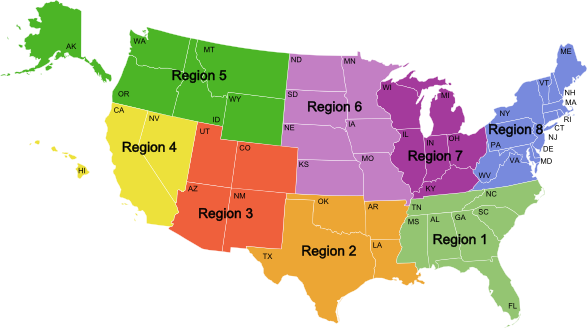 AK
WA
MT
ND
MN
ME
Region 5
VT
NH
WI
MI
MA
OR
ID
WY
SD
Region 6
NY
RI
CT
CA
NV
UT
NE
IA
IL
IN
OH
PA
Region 8
NJ
DE
MD
Region 4
CO
KS
MO
Region 7
WV
VA
HI
AZ
NM
OK
AR
KY
TN
NC
Region 3
MS
AL
GA
SC
Region 2
LA
Region 1
TX
FL